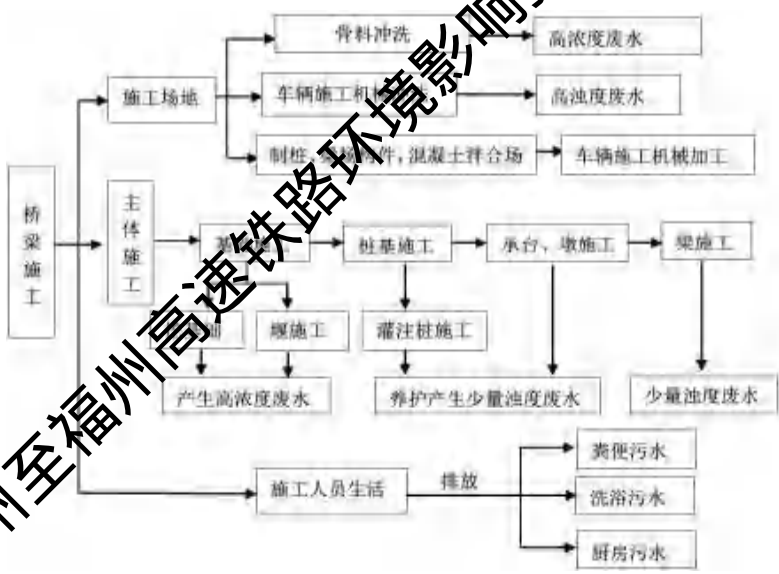 骨料冲洗
高浓度废水
施工场地
车辆施工机械
高浊度废水
制桩、
件,混凝土拌合场
车辆施工机械加工
桥梁施工
主体施工
桩基施工
承台、墩施工
梁施工
堰施工
灌注桩施工
产生高浓度废水
养护产生少量浊度废水
少量浊度废水
施工人员生活
排放
粪便污水
洗浴污水
厨房污水
州至福州高速铁路环境影响